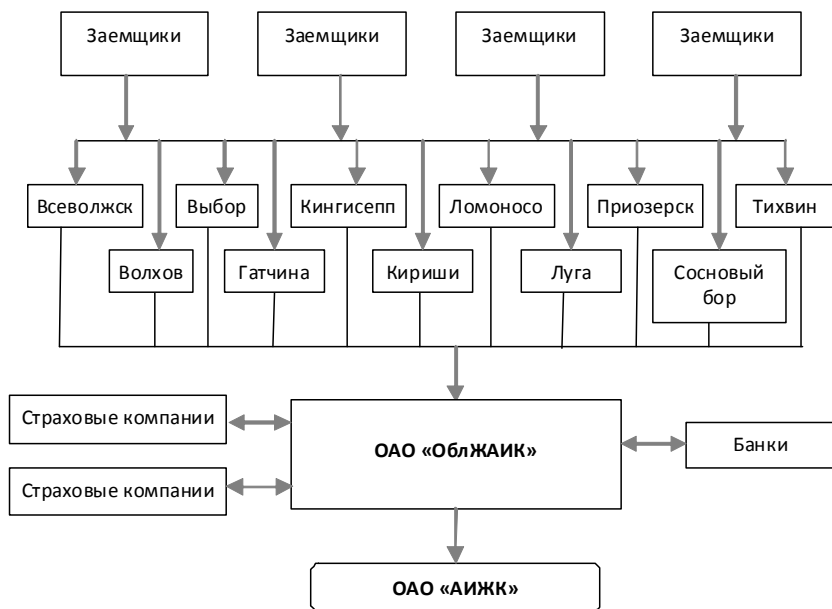 Заемщики
Заемщики
Заемщики
Заемщики
Всеволжск
Выбор
Кингисепп
Ломоносо
Приозерск
Тихвин
Волхов
Гатчина
Кириши
Луга
Сосновый
бор
Страховые компании
ОАО «ОблЖАИК»
Банки
Страховые компании
ОАО «АИЖК»